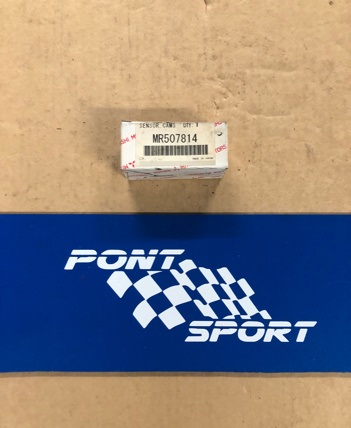 SENSOR, CAMS QTY: 1
MR507814
MADE IN JAPAN
PONT
SPORT